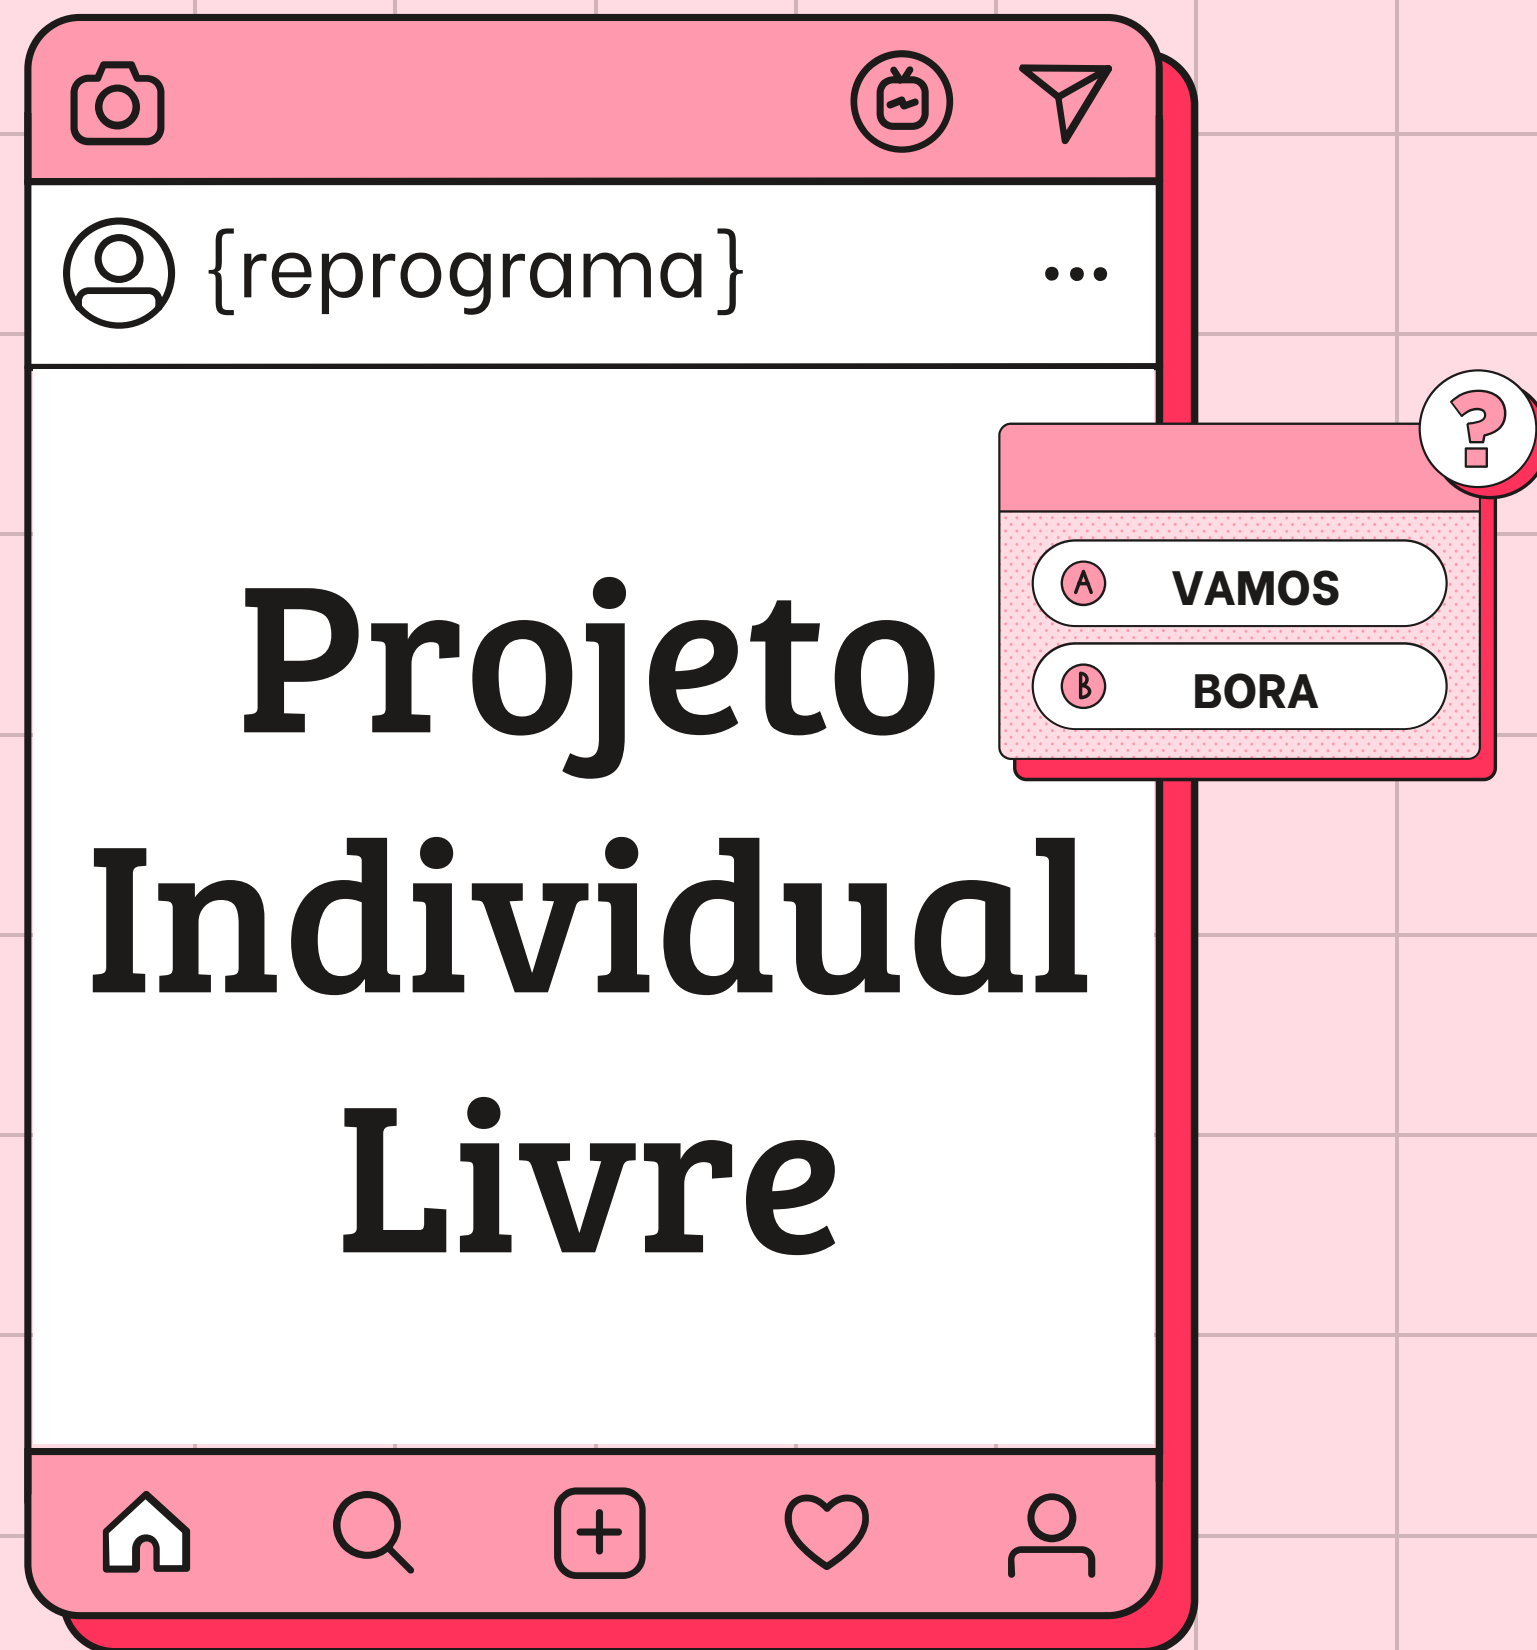 {reprograma}
...
?
A VAMOS
B BORA
Projeto
Individual
Livre